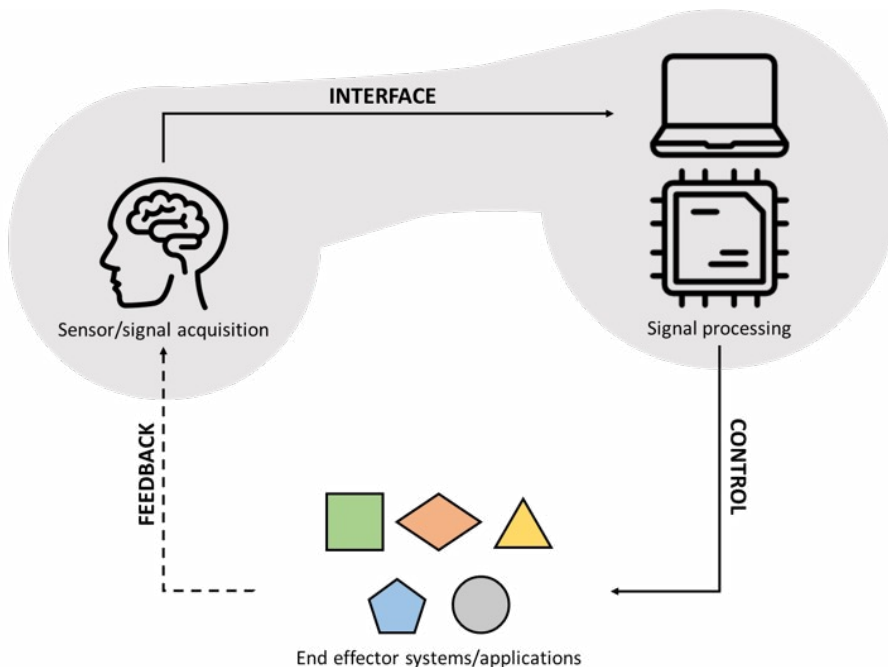 INTERFACE
Sensor/signal acquisition
Signal processing
FEEDBACK
CONTROL
End effector systems/applications